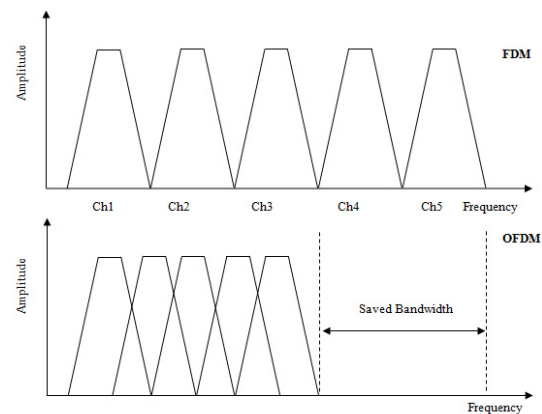 FDM
Amplitude
Ch1 Ch2 Ch3 Ch4 Ch5 Frequency
OFDM
Amplitude
Saved Bandwidth
Frequency